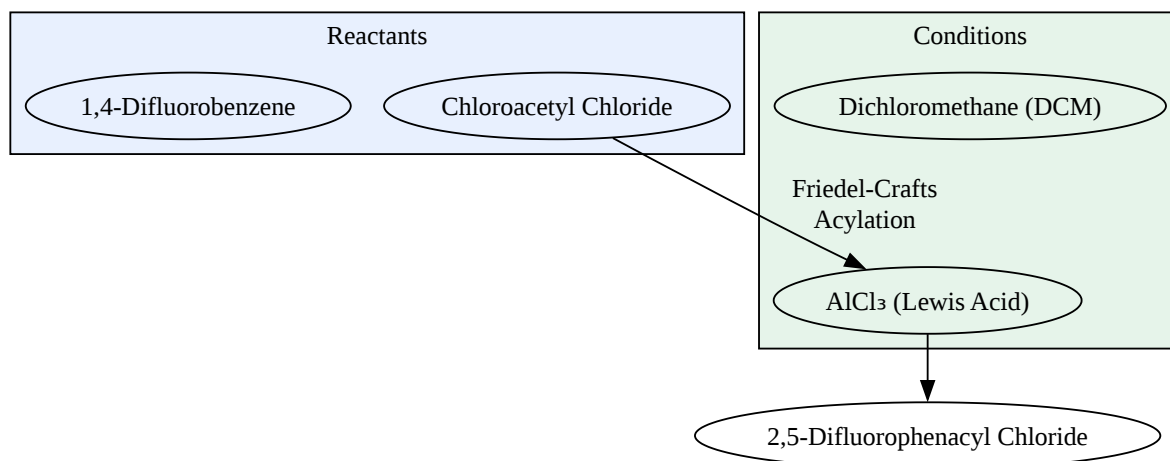 Reactants
Conditions
1,4-Difluorobenzene
Chloroacetyl Chloride
Dichloromethane (DCM)
Friedel-Crafts
Acylation
AlCl₃ (Lewis Acid)
2,5-Difluorophenacyl Chloride